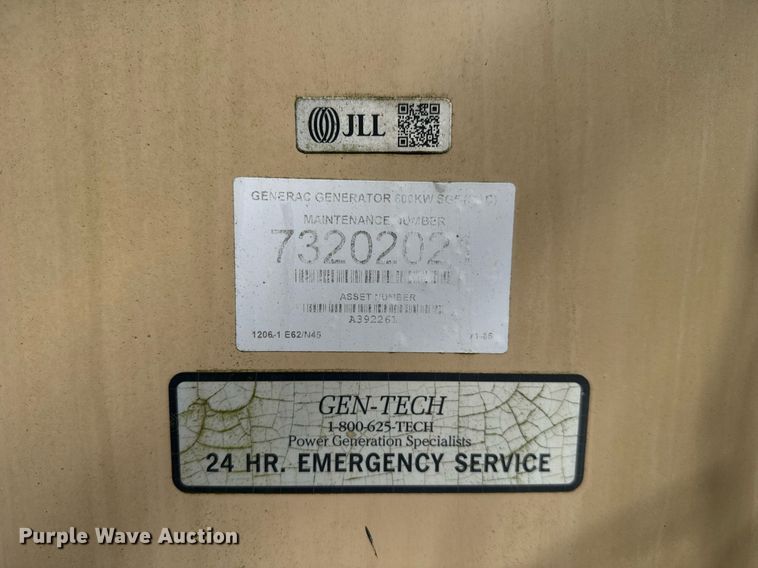 JLL
GENERAC GENERATOR 600KW
MAINTENANCE NUMBER
ASSET NUMBER
A392261
1206-1 E62/N45
GEN-TECH
1-800-625-TECH
Power Generation Specialists
24 HR. EMERGENCY SERVICE
Purple Wave Auction